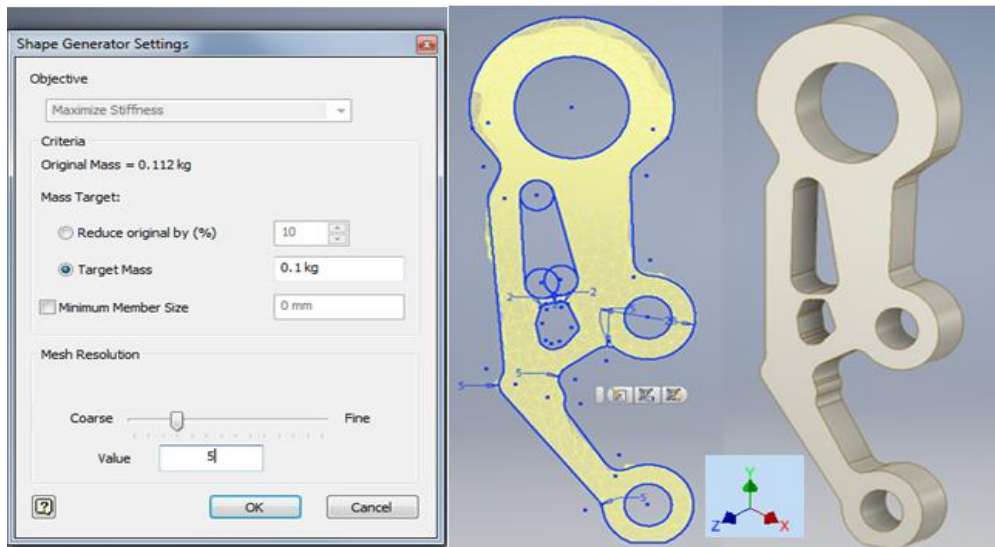 Shape Generator Settings
Objective
Maximize Stiffness
Criteria
Original Mass = 0.112 kg
Mass Target:
Reduce original by (%) 10
Target Mass 0.1 kg
Minimum Member Size 0 mm
Mesh Resolution
Coarse Fine
Value 5
OK Cancel
2 2
5
5
5
Y
Z X